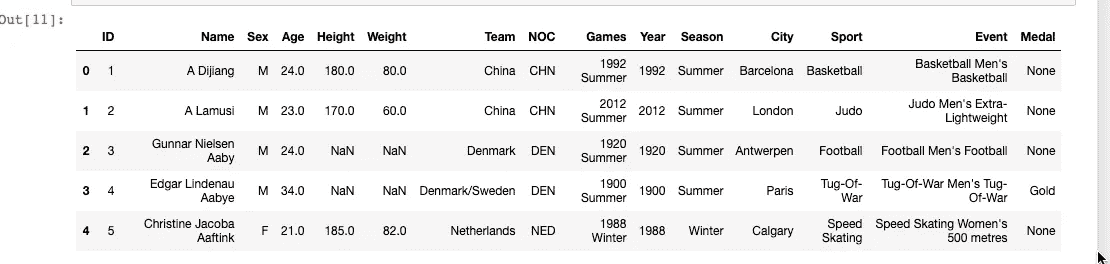 Out[11]:
ID Name Sex Age Height Weight Team NOC Games Year Season City Sport Event Medal
0 1 A Dijiang M 24.0 180.0 80.0 China CHN 1992 Summer 1992 Summer Barcelona Basketball Basketball Men's Basketball None
1 2 A Lamusi M 23.0 170.0 60.0 China CHN 2012 Summer 2012 Summer London Judo Judo Men's Extra-Lightweight None
2 3 Gunnar Nielsen Aaby M 24.0 NaN NaN Denmark DEN 1920 Summer 1920 Summer Antwerpen Football Football Men's Football None
3 4 Edgar Lindenau Aabye M 34.0 NaN NaN Denmark/Sweden DEN 1900 Summer 1900 Summer Paris Tug-Of-War Tug-Of-War Men's Tug-Of-War Gold
4 5 Christine Jacoba Aaftink F 21.0 185.0 82.0 Netherlands NED 1988 Winter 1988 Winter Calgary Speed Skating Speed Skating Women's 500 metres None